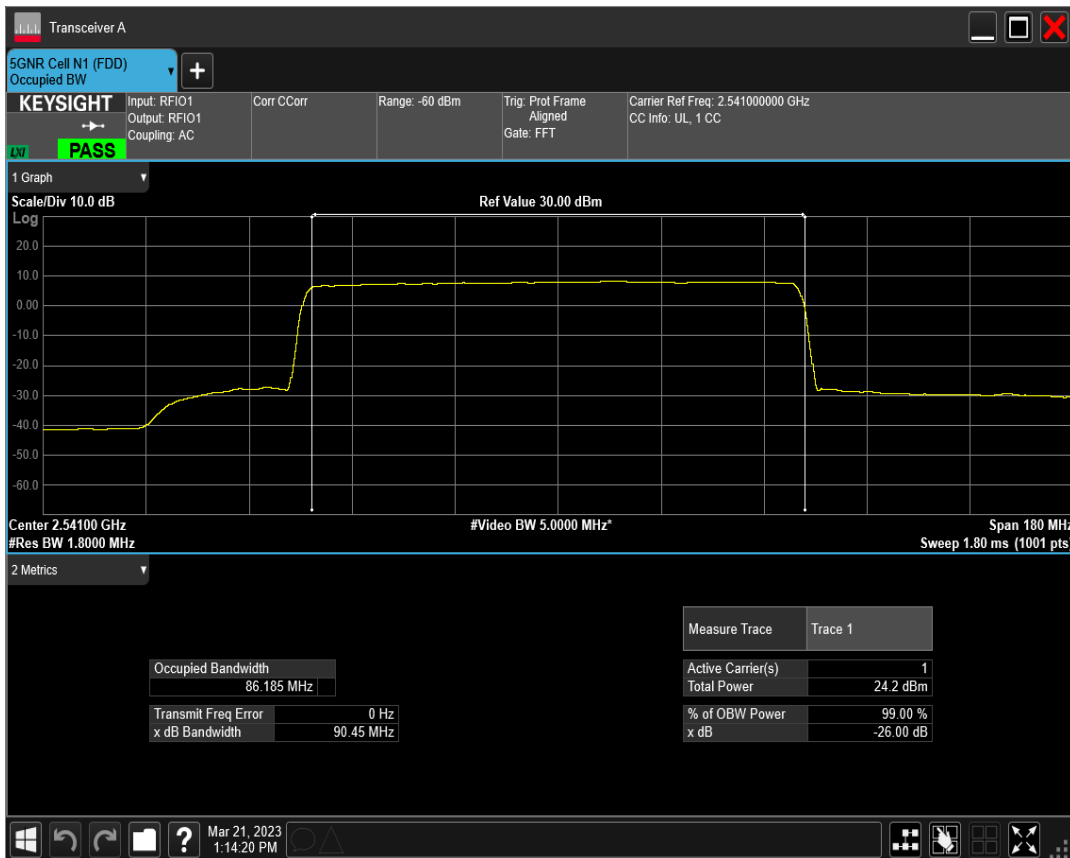 Transceiver A
5GNR Cell N1 (FDD)
Occupied BW
+
KEYSIGHT
LXI
PASS
Input: RFIO1
Output: RFIO1
Coupling: AC
Corr CCorr
Range: -60 dBm
Trig: Prot Frame
Aligned
Gate: FFT
Carrier Ref Freq: 2.541000000 GHz
CC Info: UL, 1 CC
1 Graph
Scale/Div 10.0 dB
Ref Value 30.00 dBm
Log
20.0
10.0
0.00
-10.0
-20.0
-30.0
-40.0
-50.0
-60.0
Center 2.54100 GHz
#Video BW 5.0000 MHz*
Span 180 MHz
#Res BW 1.8000 MHz
Sweep 1.80 ms (1001 pts)
2 Metrics
Measure Trace Trace 1
Occupied Bandwidth
86.185 MHz
Active Carrier(s) 1
Total Power 24.2 dBm
Transmit Freq Error 0 Hz
x dB Bandwidth 90.45 MHz
% of OBW Power 99.00 %
x dB -26.00 dB
?
Mar 21, 2023
1:14:20 PM